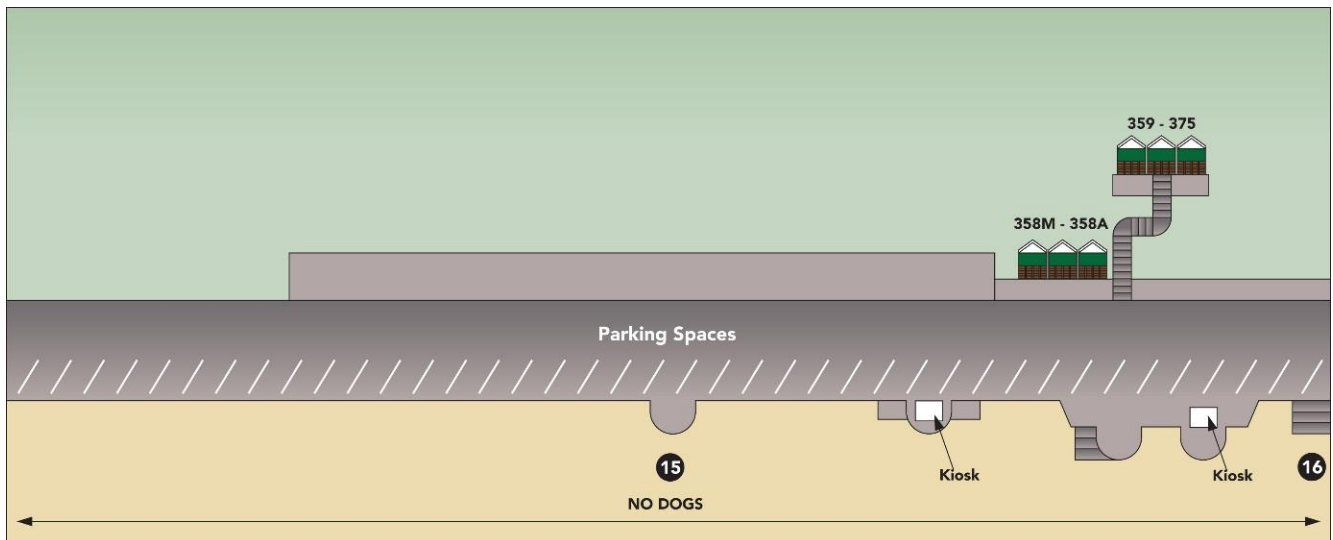 359 - 375
358M - 358A
Parking Spaces
15
Kiosk
Kiosk
16
NO DOGS